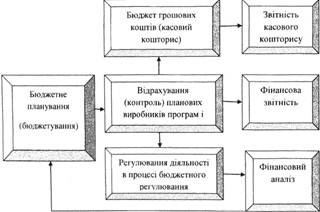 Бюджет грошових
коштів (касовий
кошторис)
Звітність
касового
кошторису
Бюджетне
планування
(бюджетування)
Відрахування
(контроль) планових
виробників програм і
Фінансова
звітність
Регулювання діяльності
в процесі бюджетного
регулювання
Фінансовий
аналіз